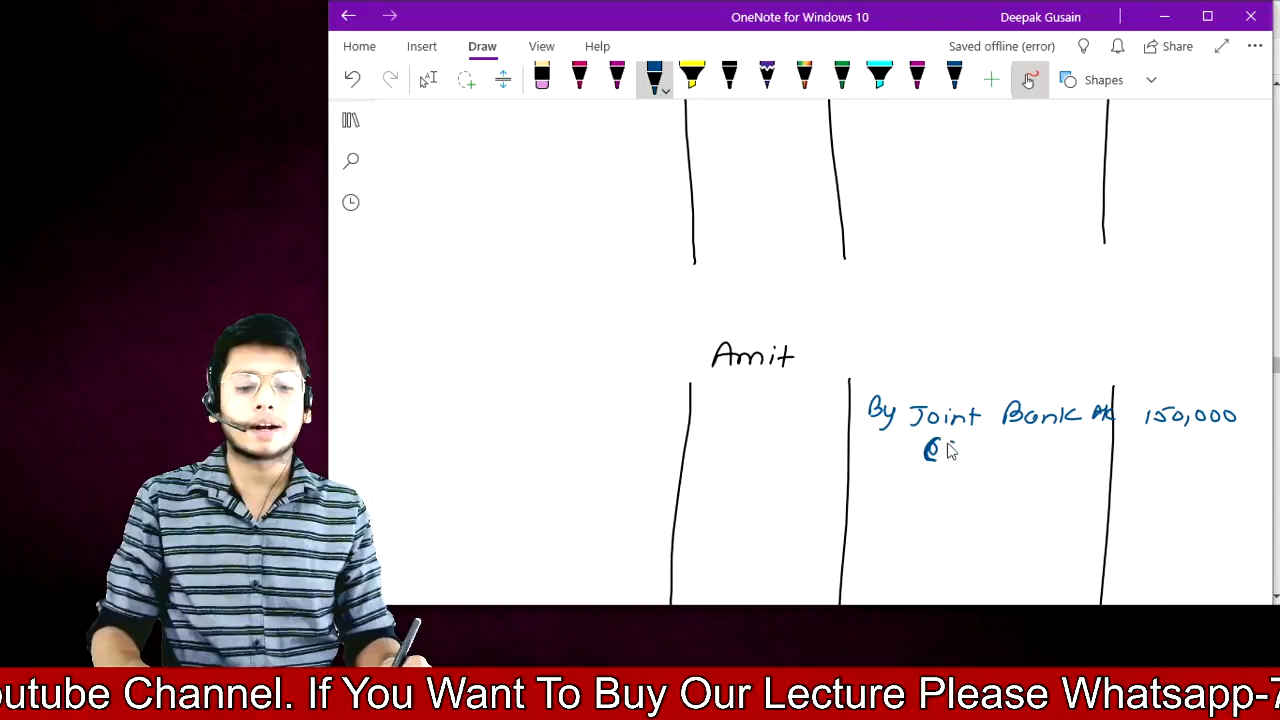 OneNote for Windows 10
Deepak Gusain
Home Insert Draw View Help
Saved offline (error)
Share
Shapes
Amit
By Joint Bank A/c 150,000
outube Channel. If You Want To Buy Our Lecture Please Whatsapp-7